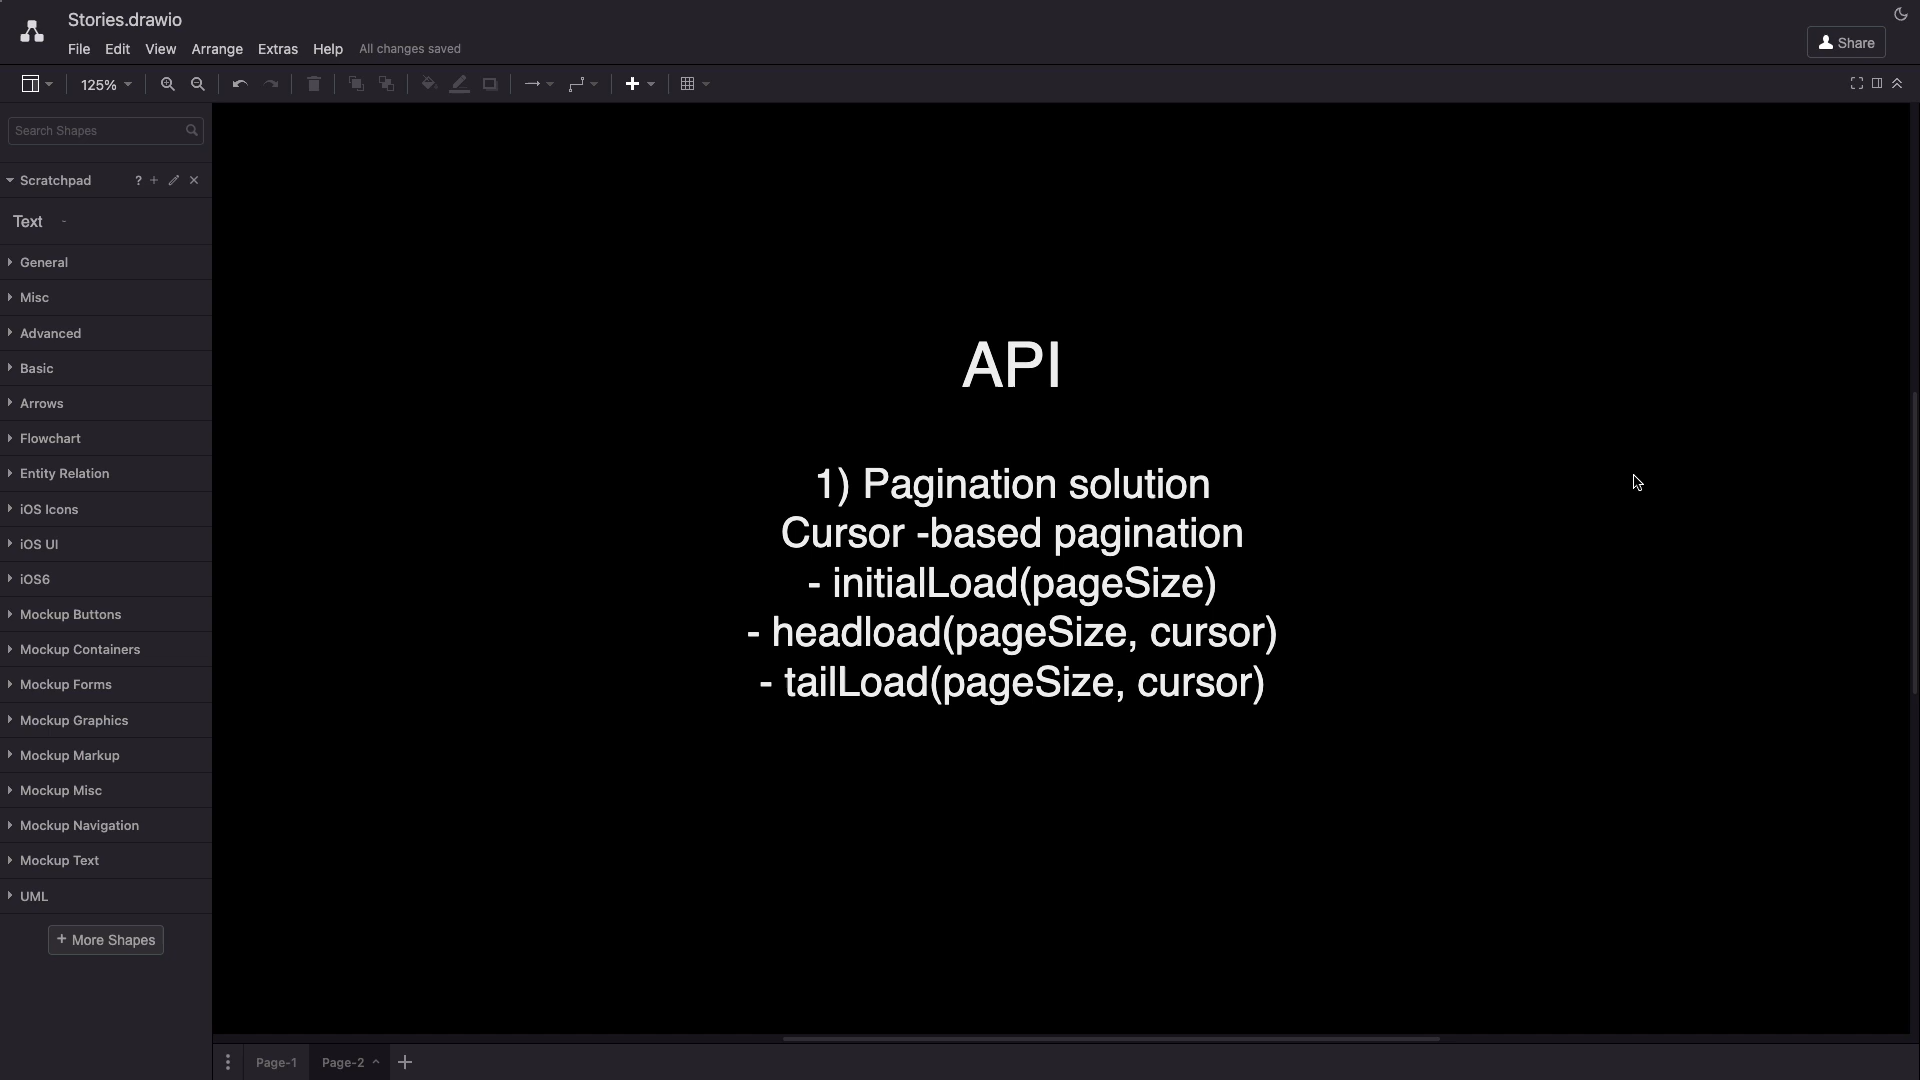 Stories.drawio
File Edit View Arrange Extras Help All changes saved
Share
125%
Search Shapes
Scratchpad ? + ×
Text -
General
Misc
Advanced
Basic
Arrows
Flowchart
Entity Relation
iOS Icons
iOS UI
iOS6
Mockup Buttons
Mockup Containers
Mockup Forms
Mockup Graphics
Mockup Markup
Mockup Misc
Mockup Navigation
Mockup Text
UML
+ More Shapes
API
1) Pagination solution
Cursor -based pagination
- initialLoad(pageSize)
- headload(pageSize, cursor)
- tailLoad(pageSize, cursor)
Page-1 Page-2